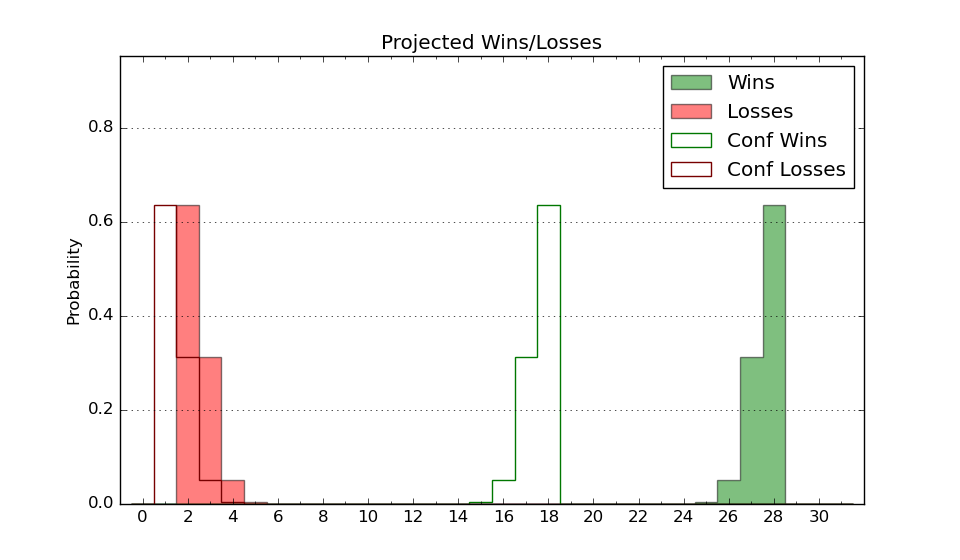 Projected Wins/Losses
Wins
Losses
Conf Wins
Conf Losses
Probability
0.8
0.6
0.4
0.2
0.0
0 2 4 6 8 10 12 14 16 18 20 22 24 26 28 30